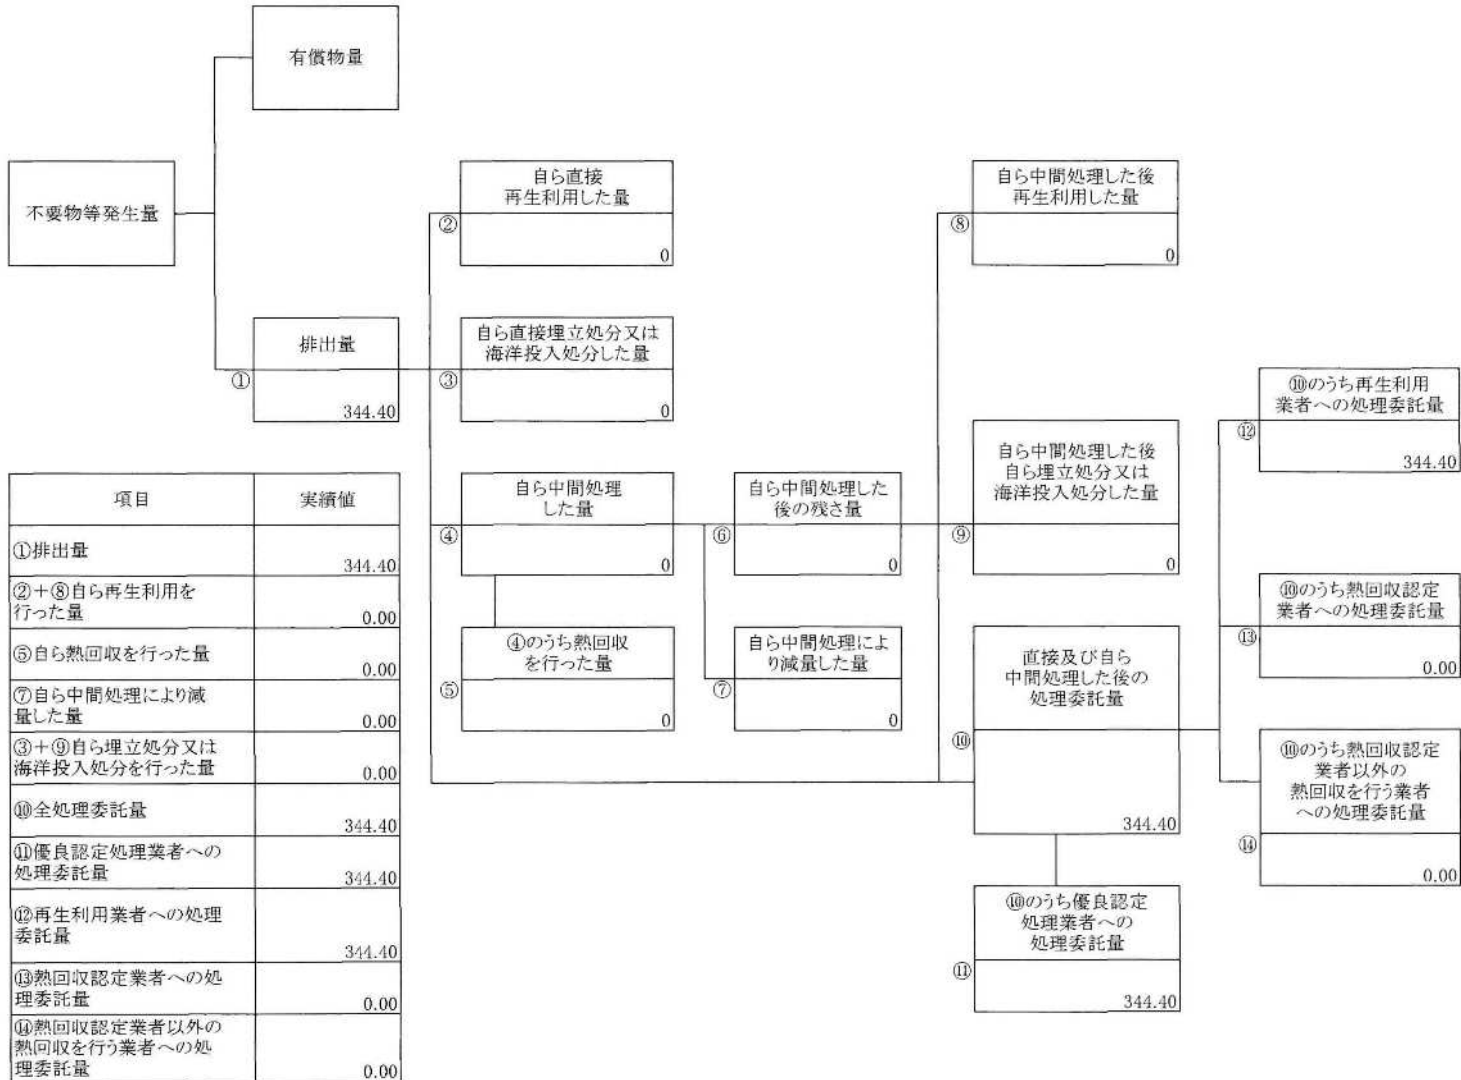 有償物量
不要物等発生量
排出量
①
344.40
自ら直接
再生利用した量
②
0
自ら直接埋立処分又は
海洋投入処分した量
③
0
自ら中間処理
した量
④
0
④のうち熱回収
を行った量
⑤
0
自ら中間処理した
後の残さ量
⑥
0
自ら中間処理によ
り減量した量
⑦
0
自ら中間処理した後
再生利用した量
⑧
0
自ら中間処理した後
自ら埋立処分又は
海洋投入処分した量
⑨
0
直接及び自ら
中間処理した後の
処理委託量
⑩
344.40
⑩のうち優良認定
処理業者への
処理委託量
⑪
344.40
⑩のうち再生利用
業者への処理委託量
⑫
344.40
⑩のうち熱回収認定
業者への処理委託量
⑬
0.00
⑩のうち熱回収認定
業者以外の
熱回収を行う業者
への処理委託量
⑭
0.00
項目 実績値
①排出量
344.40
②＋⑧自ら再生利用を
行った量
0.00
⑤自ら熱回収を行った量
0.00
⑦自ら中間処理により減
量した量
0.00
③＋⑨自ら埋立処分又は
海洋投入処分を行った量
0.00
⑩全処理委託量
344.40
⑪優良認定処理業者への
処理委託量
344.40
⑫再生利用業者への処理
委託量
344.40
⑬熱回収認定業者への処
理委託量
0.00
⑭熱回収認定業者以外の
熱回収を行う業者への処
理委託量
0.00